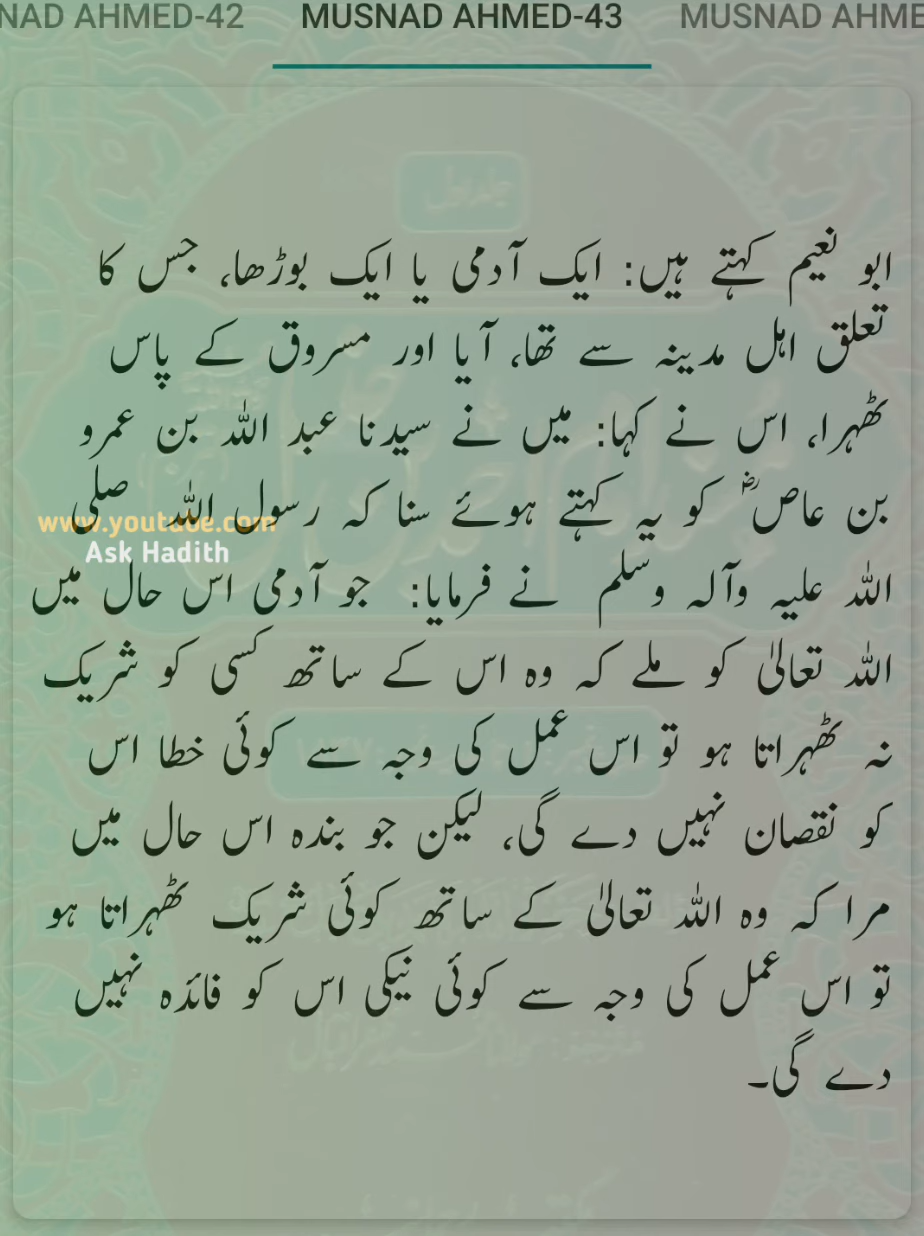 NAD AHMED-42 MUSNAD AHMED-43 MUSNAD AHME
جلد اول
ابو نعیم کہتے ہیں: ایک آدمی یا ایک بوڑھا، جس کا
تعلق اہل مدینہ سے تھا، آیا اور مسروق کے پاس
ٹھہرا، اس نے کہا: میں نے سیدنا عبد اللہ بن عمرو
بن عاص ؓ کو یہ کہتے ہوئے سنا کہ رسول اللہ صلی
www.youtube.com
Ask Hadith
اللہ علیہ وآلہ وسلم نے فرمایا: جو آدمی اس حال میں
اللہ تعالیٰ کو ملے کہ وہ اس کے ساتھ کسی کو شریک
نہ ٹھہراتا ہو تو اس عمل کی وجہ سے کوئی خطا اس
کو نقصان نہیں دے گی، لیکن جو بندہ اس حال میں
مرا کہ وہ اللہ تعالیٰ کے ساتھ کوئی شریک ٹھہراتا ہو
تو اس عمل کی وجہ سے کوئی نیکی اس کو فائدہ نہیں
دے گی۔